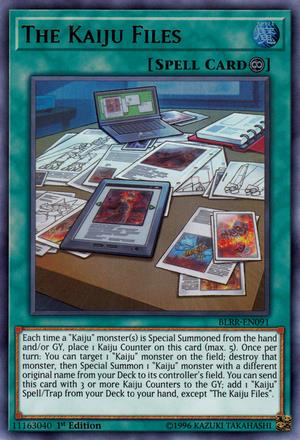 The Kaiju Files
[Spell Card]
BLRR-EN091
Each time a "Kaiju" monster(s) is Special Summoned from the hand
and/or GY, place 1 Kaiju Counter on this card (max. 5). Once per
turn: You can target 1 "Kaiju" monster on the field; destroy that
monster, then Special Summon 1 "Kaiju" monster with a different
original name from your Deck to its controller's field. You can send
this card with 3 or more Kaiju Counters to the GY; add 1 "Kaiju"
Spell/Trap from your Deck to your hand, except "The Kaiju Files".
11163040 1st Edition ©1996 KAZUKI TAKAHASHI